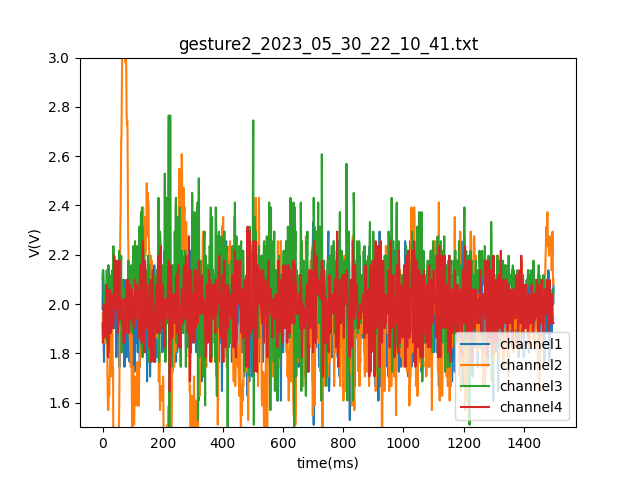 gesture2_2023_05_30_22_10_41.txt
3.0
2.8
2.6
2.4
2.2
2.0
1.8
1.6
V(V)
0 200 400 600 800 1000 1200 1400
time(ms)
channel1
channel2
channel3
channel4